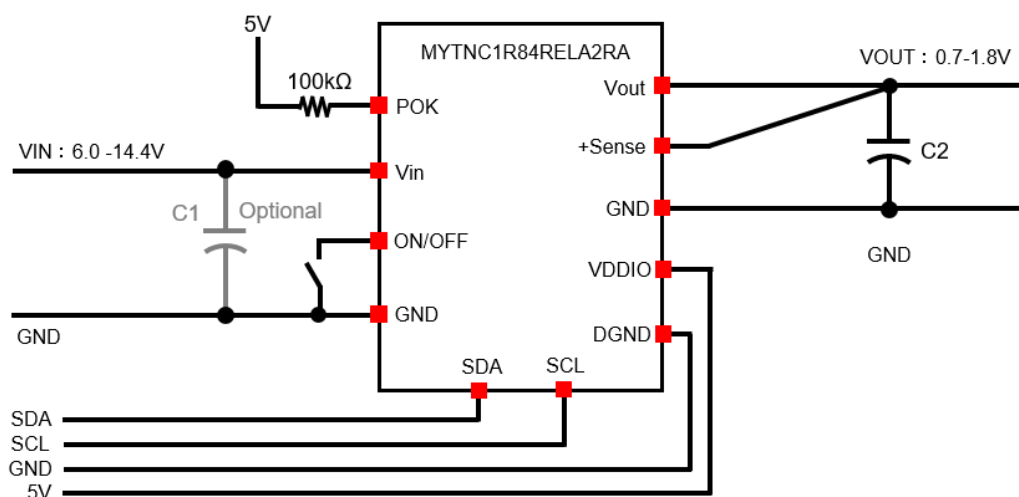 5V
MYTNC1R84RELA2RA
VOUT：0.7-1.8V
100kΩ
POK
Vout
VIN：6.0 -14.4V
+Sense
C2
Vin
C1 Optional
GND
ON/OFF
GND
VDDIO
GND
GND
DGND
SDA SCL
SDA
SCL
GND
5V